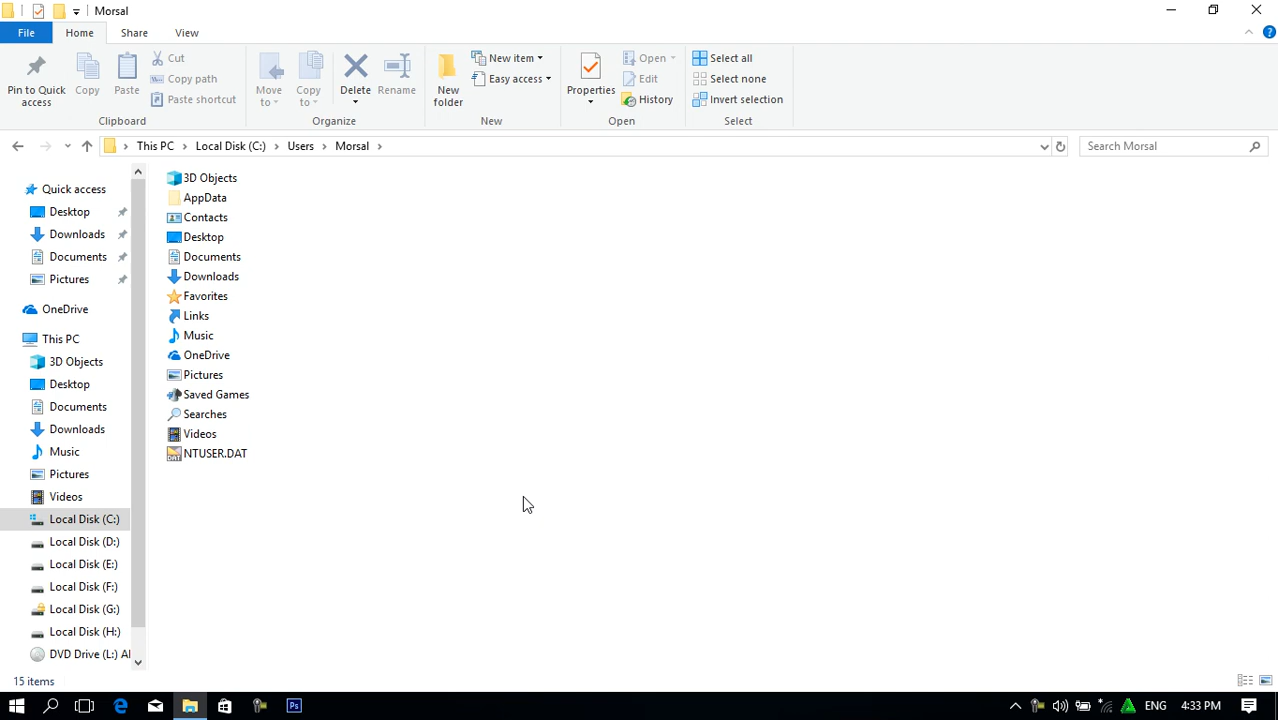 Morsal
File Home Share View
Pin to Quick access
Copy
Paste
Cut
Copy path
Paste shortcut
Clipboard
Move to
Copy to
Delete
Rename
Organize
New folder
New item
Easy access
New
Properties
Open
Edit
History
Open
Select all
Select none
Invert selection
Select
This PC Local Disk (C:) Users Morsal
Search Morsal
Quick access
Desktop
Downloads
Documents
Pictures
OneDrive
This PC
3D Objects
Desktop
Documents
Downloads
Music
Pictures
Videos
Local Disk (C:)
Local Disk (D:)
Local Disk (E:)
Local Disk (F:)
Local Disk (G:)
Local Disk (H:)
DVD Drive (L:) Al
3D Objects
AppData
Contacts
Desktop
Documents
Downloads
Favorites
Links
Music
OneDrive
Pictures
Saved Games
Searches
Videos
NTUSER.DAT
15 items
Ps
ENG 4:33 PM